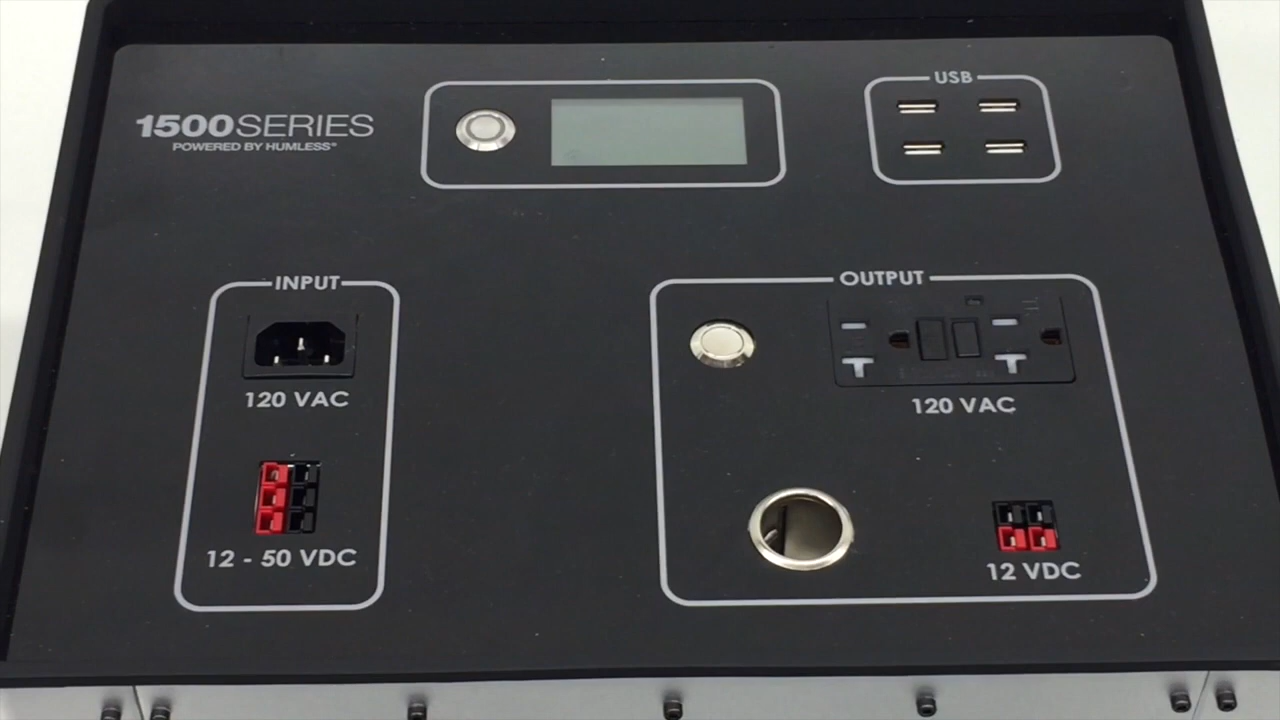 1500SERIES
POWERED BY HUMLESS®
USB
INPUT
120 VAC
12 - 50 VDC
OUTPUT
120 VAC
12 VDC